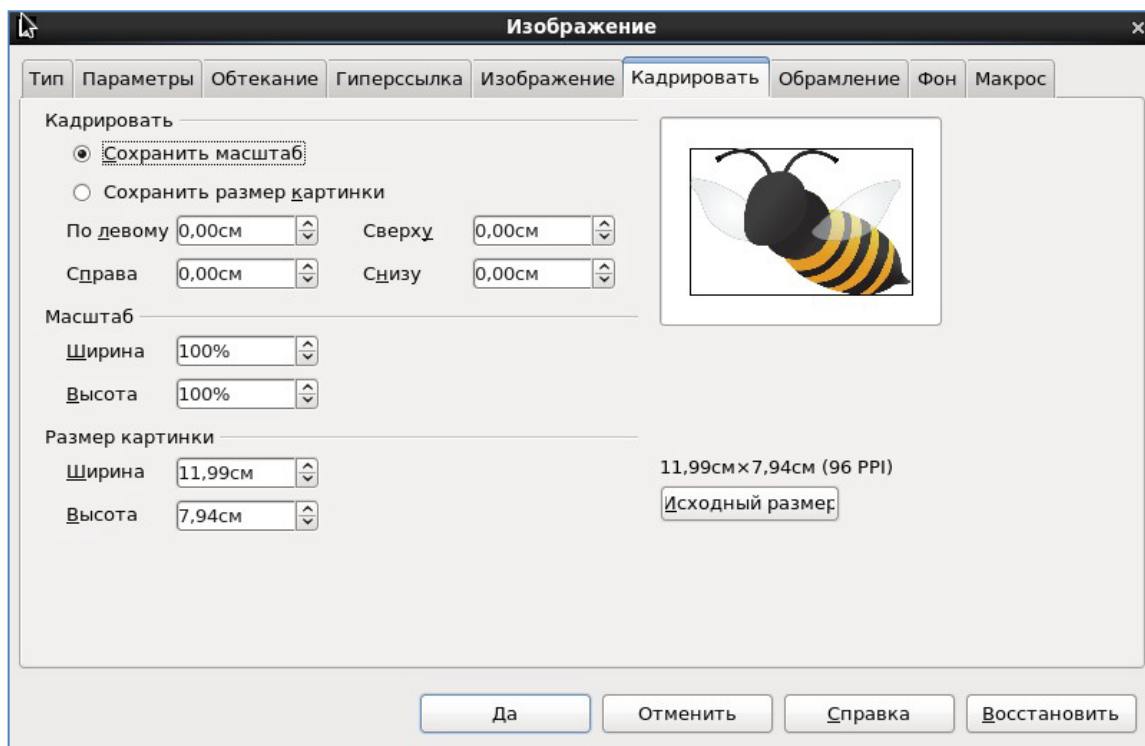 Изображение
Тип Параметры Обтекание Гиперссылка Изображение Кадрировать Обрамление Фон Макрос
Кадрировать
Сохранить масштаб
Сохранить размер картинки
По левому 0,00см Сверху 0,00см
Справа 0,00см Снизу 0,00см
Масштаб
Ширина 100%
Высота 100%
Размер картинки
Ширина 11,99см 11,99см×7,94см (96 PPI)
Высота 7,94см Исходный размер
Да Отменить Справка Восстановить